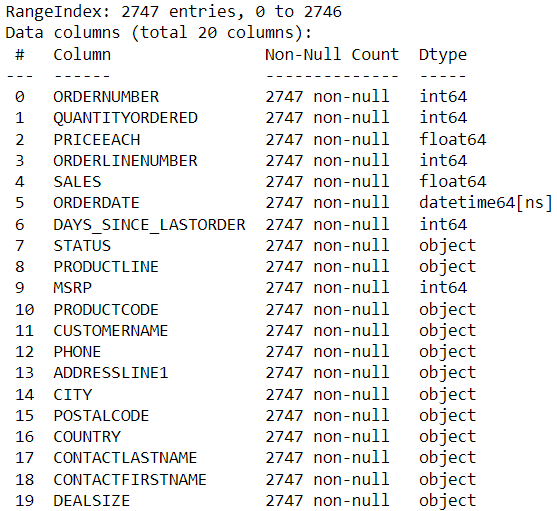 RangeIndex: 2747 entries, 0 to 2746
Data columns (total 20 columns):
 #   Column               Non-Null Count  Dtype
---  ------               --------------  -----
 0   ORDERNUMBER          2747 non-null   int64
 1   QUANTITYORDERED      2747 non-null   int64
 2   PRICEEACH            2747 non-null   float64
 3   ORDERLINENUMBER      2747 non-null   int64
 4   SALES                2747 non-null   float64
 5   ORDERDATE            2747 non-null   datetime64[ns]
 6   DAYS_SINCE_LASTORDER 2747 non-null   int64
 7   STATUS               2747 non-null   object
 8   PRODUCTLINE          2747 non-null   object
 9   MSRP                 2747 non-null   int64
 10  PRODUCTCODE          2747 non-null   object
 11  CUSTOMERNAME         2747 non-null   object
 12  PHONE                2747 non-null   object
 13  ADDRESSLINE1         2747 non-null   object
 14  CITY                 2747 non-null   object
 15  POSTALCODE           2747 non-null   object
 16  COUNTRY              2747 non-null   object
 17  CONTACTLASTNAME      2747 non-null   object
 18  CONTACTFIRSTNAME     2747 non-null   object
 19  DEALSIZE             2747 non-null   object